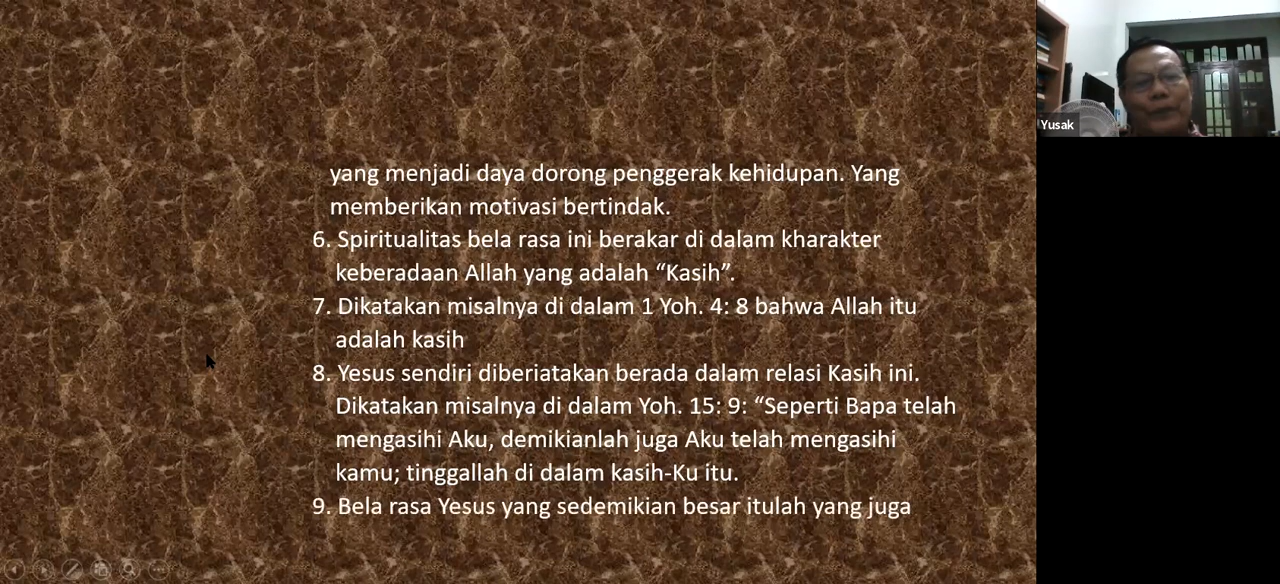 yang menjadi daya dorong penggerak kehidupan. Yang
memberikan motivasi bertindak.
6. Spiritualitas bela rasa ini berakar di dalam kharakter
keberadaan Allah yang adalah “Kasih”.
7. Dikatakan misalnya di dalam 1 Yoh. 4: 8 bahwa Allah itu
adalah kasih
8. Yesus sendiri diberiatakan berada dalam relasi Kasih ini.
Dikatakan misalnya di dalam Yoh. 15: 9: “Seperti Bapa telah
mengasihi Aku, demikianlah juga Aku telah mengasihi
kamu; tinggallah di dalam kasih-Ku itu.
9. Bela rasa Yesus yang sedemikian besar itulah yang juga
Yusak